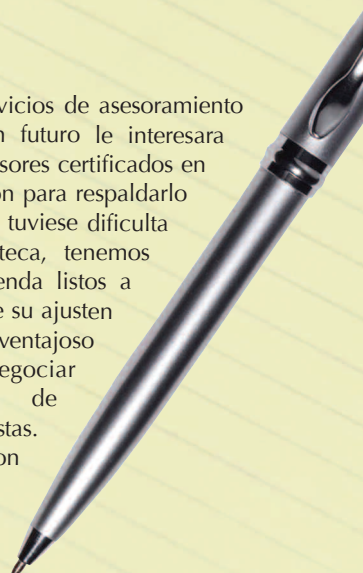 vicios de asesoramiento
n futuro le interesara
sores certificados en
ón para respaldarlo
tuviese dificulta
teca, tenemos
enda listos a
e su ajusten
ventajoso
egociar
de
stas.
on